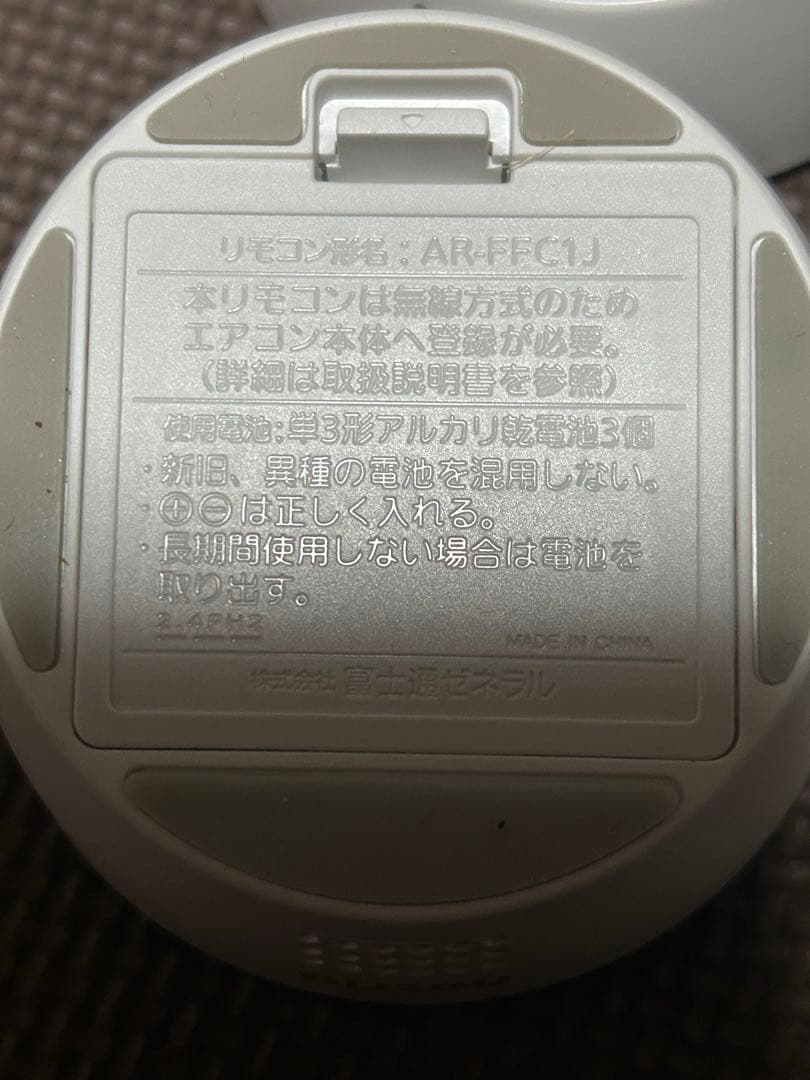 リモコン形名：AR-FFC1J
本リモコンは無線方式のため
エアコン本体へ登録が必要。
（詳細は取扱説明書を参照）
使用電池：単3形アルカリ乾電池3個
・新旧、異種の電池を混用しない。
・⊕⊖は正しく入れる。
・長期間使用しない場合は電池を
取り出す。
MADE IN CHINA
株式会社 富士通ゼネラル